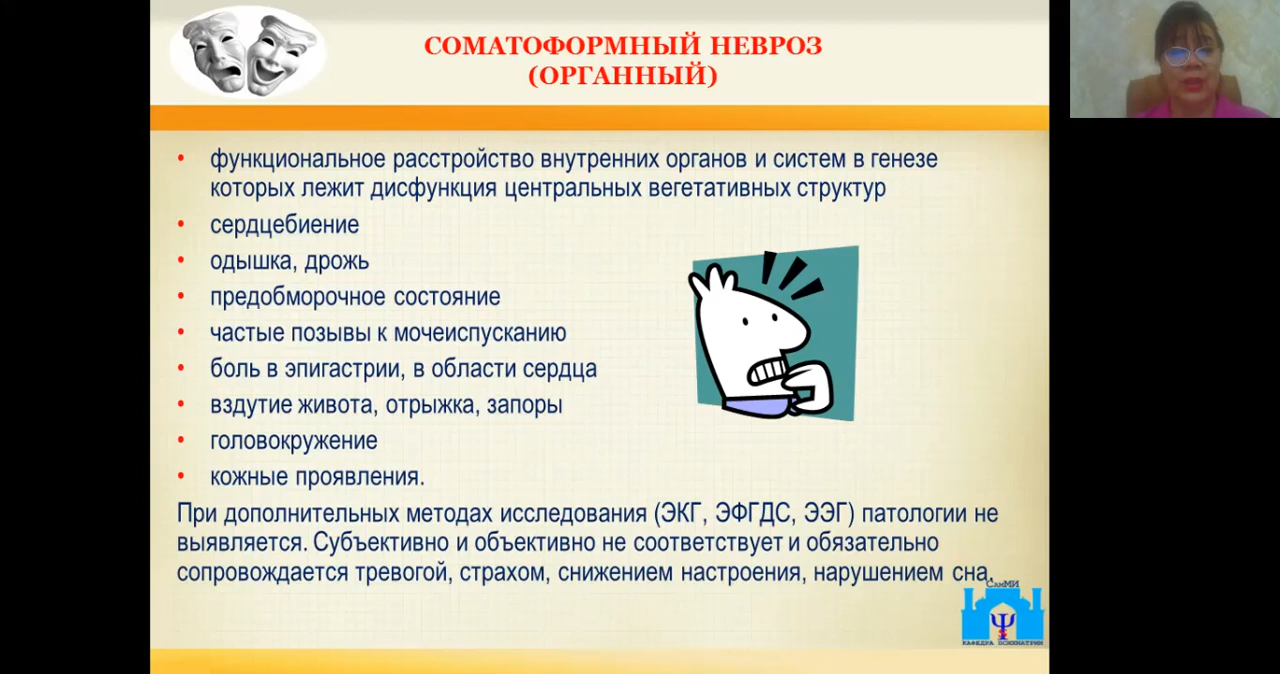 СОМАТОФОРМНЫЙ НЕВРОЗ
(ОРГАННЫЙ)
• функциональное расстройство внутренних органов и систем в генезе
которых лежит дисфункция центральных вегетативных структур
• сердцебиение
• одышка, дрожь
• предобморочное состояние
• частые позывы к мочеиспусканию
• боль в эпигастрии, в области сердца
• вздутие живота, отрыжка, запоры
• головокружение
• кожные проявления.
При дополнительных методах исследования (ЭКГ, ЭФГДС, ЭЭГ) патологии не
выявляется. Субъективно и объективно не соответствует и обязательно
сопровождается тревогой, страхом, снижением настроения, нарушением сна.
СамМИ
Ψ
КАФЕДРА ПСИХИАТРИИ